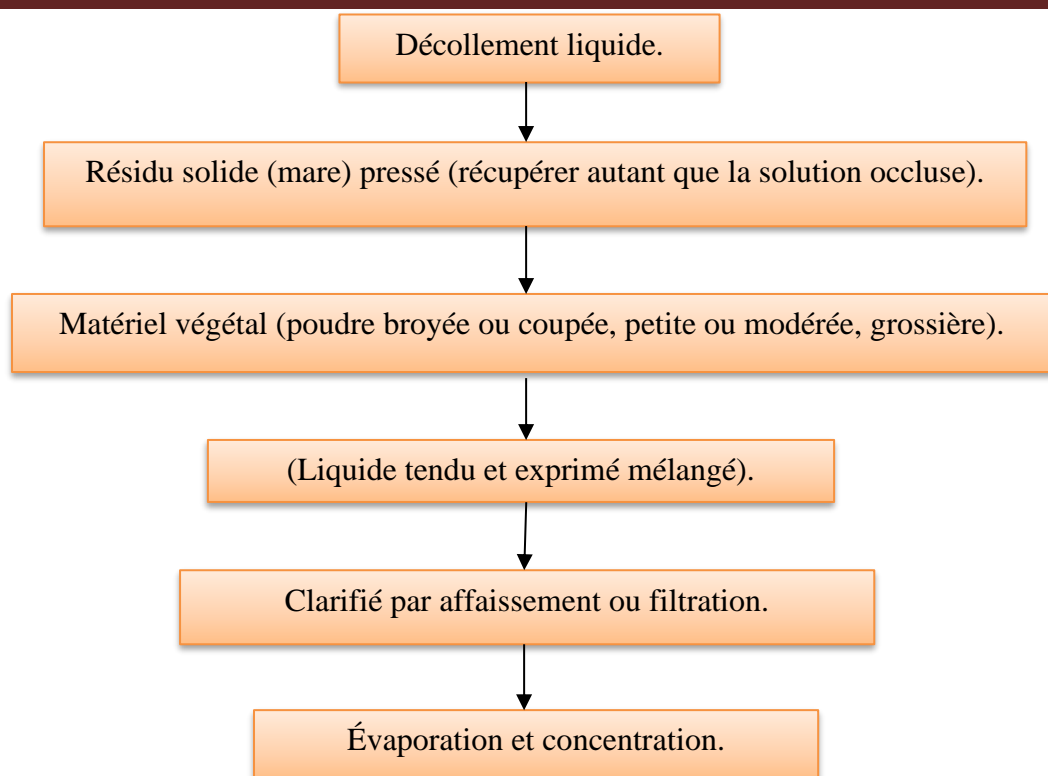 Décollement liquide.
Résidu solide (mare) pressé (récupérer autant que la solution occluse).
Matériel végétal (poudre broyée ou coupée, petite ou modérée, grossière).
(Liquide tendu et exprimé mélangé).
Clarifié par affaissement ou filtration.
Évaporation et concentration.